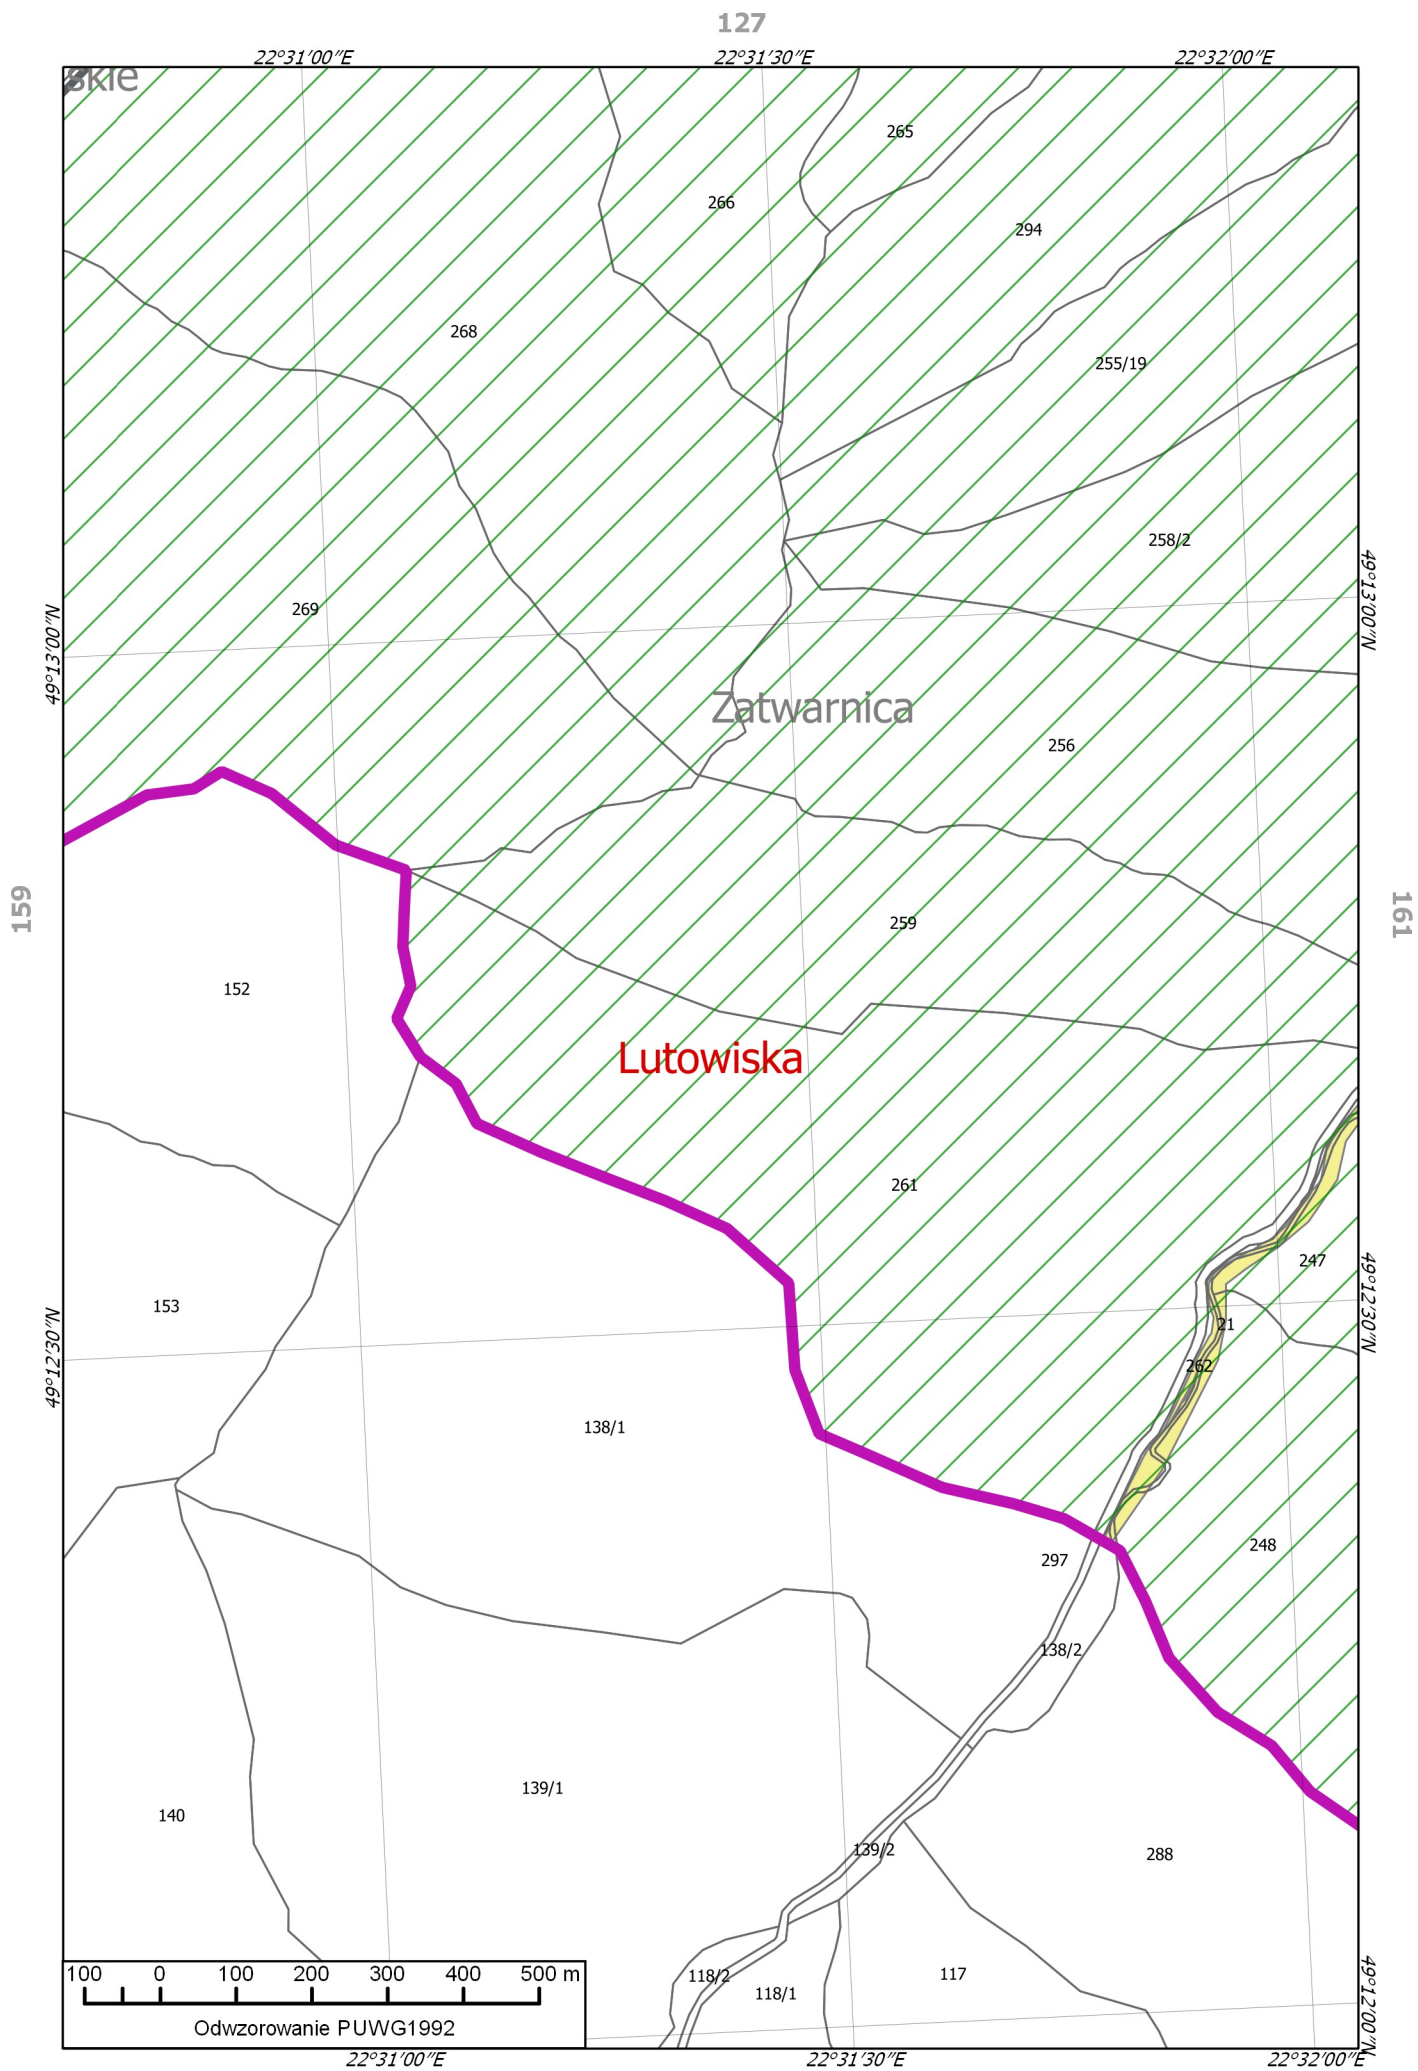 127
22°31'00"E
22°31'30"E
22°32'00"E
skie
265
266
294
268
255/19
258/2
49°13'00"N
269
49°13'00"N
Zatwarnica
256
159
161
259
152
Lutowiska
261
247
49°12'30"N
153
21
49°12'30"N
262
138/1
297
248
138/2
139/1
140
139/2
288
118/2
117
118/1
49°12'00"N
100 0 100 200 300 400 500 m
Odwzorowanie PUWG1992
22°31'00"E
22°31'30"E
22°32'00"E